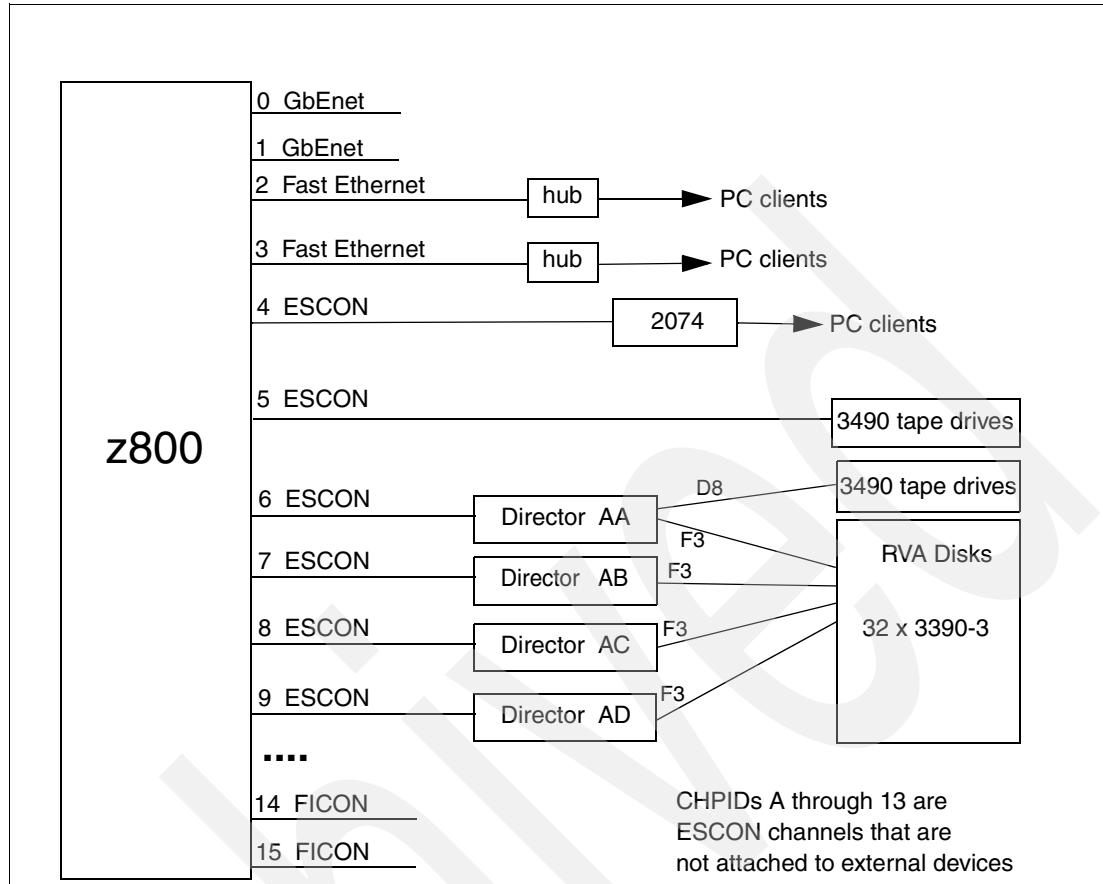 z800
0 GbEnet
1 GbEnet
2 Fast Ethernet
hub
PC clients
3 Fast Ethernet
hub
PC clients
4 ESCON
2074
PC clients
5 ESCON
3490 tape drives
6 ESCON
Director AA
D8
F3
3490 tape drives
7 ESCON
Director AB
F3
RVA Disks
32 x 3390-3
8 ESCON
Director AC
F3
9 ESCON
Director AD
F3
....
14 FICON
15 FICON
CHPIDs A through 13 are
ESCON channels that are
not attached to external devices
hived